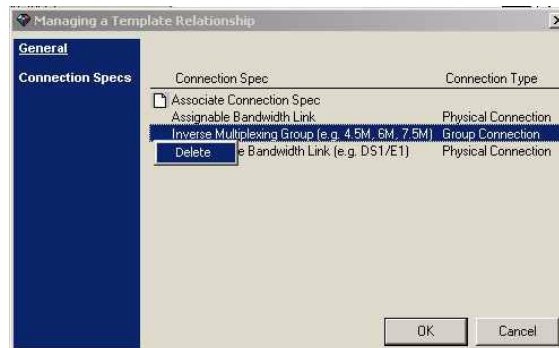 Managing a Template Relationship
General
Connection Specs
Connection Spec Connection Type
Associate Connection Spec
Assignable Bandwidth Link Physical Connection
Inverse Multiplexing Group (e.g. 4.5M, 6M, 7.5M) Group Connection
Delete e Bandwidth Link (e.g. DS1/E1) Physical Connection
OK Cancel